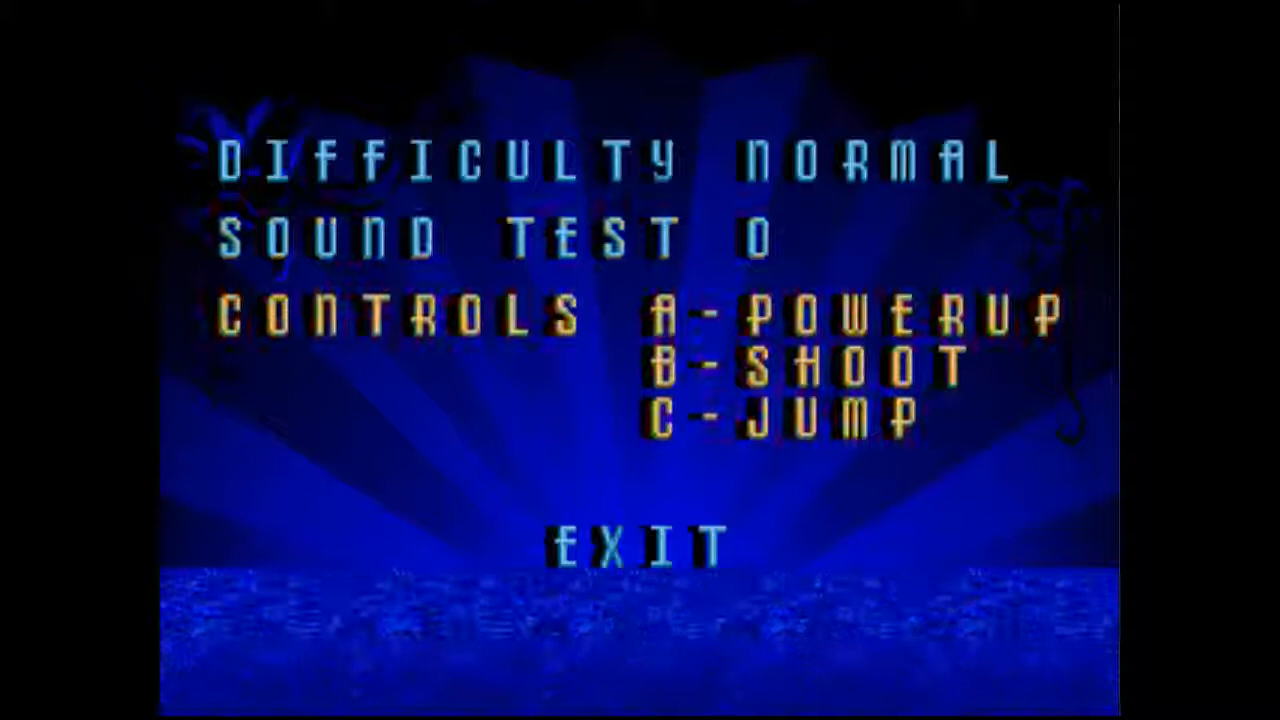 DIFFICULTY NORMAL
SOUND TEST 0
CONTROLS A-POWERUP
B-SHOOT
C-JUMP
EXIT